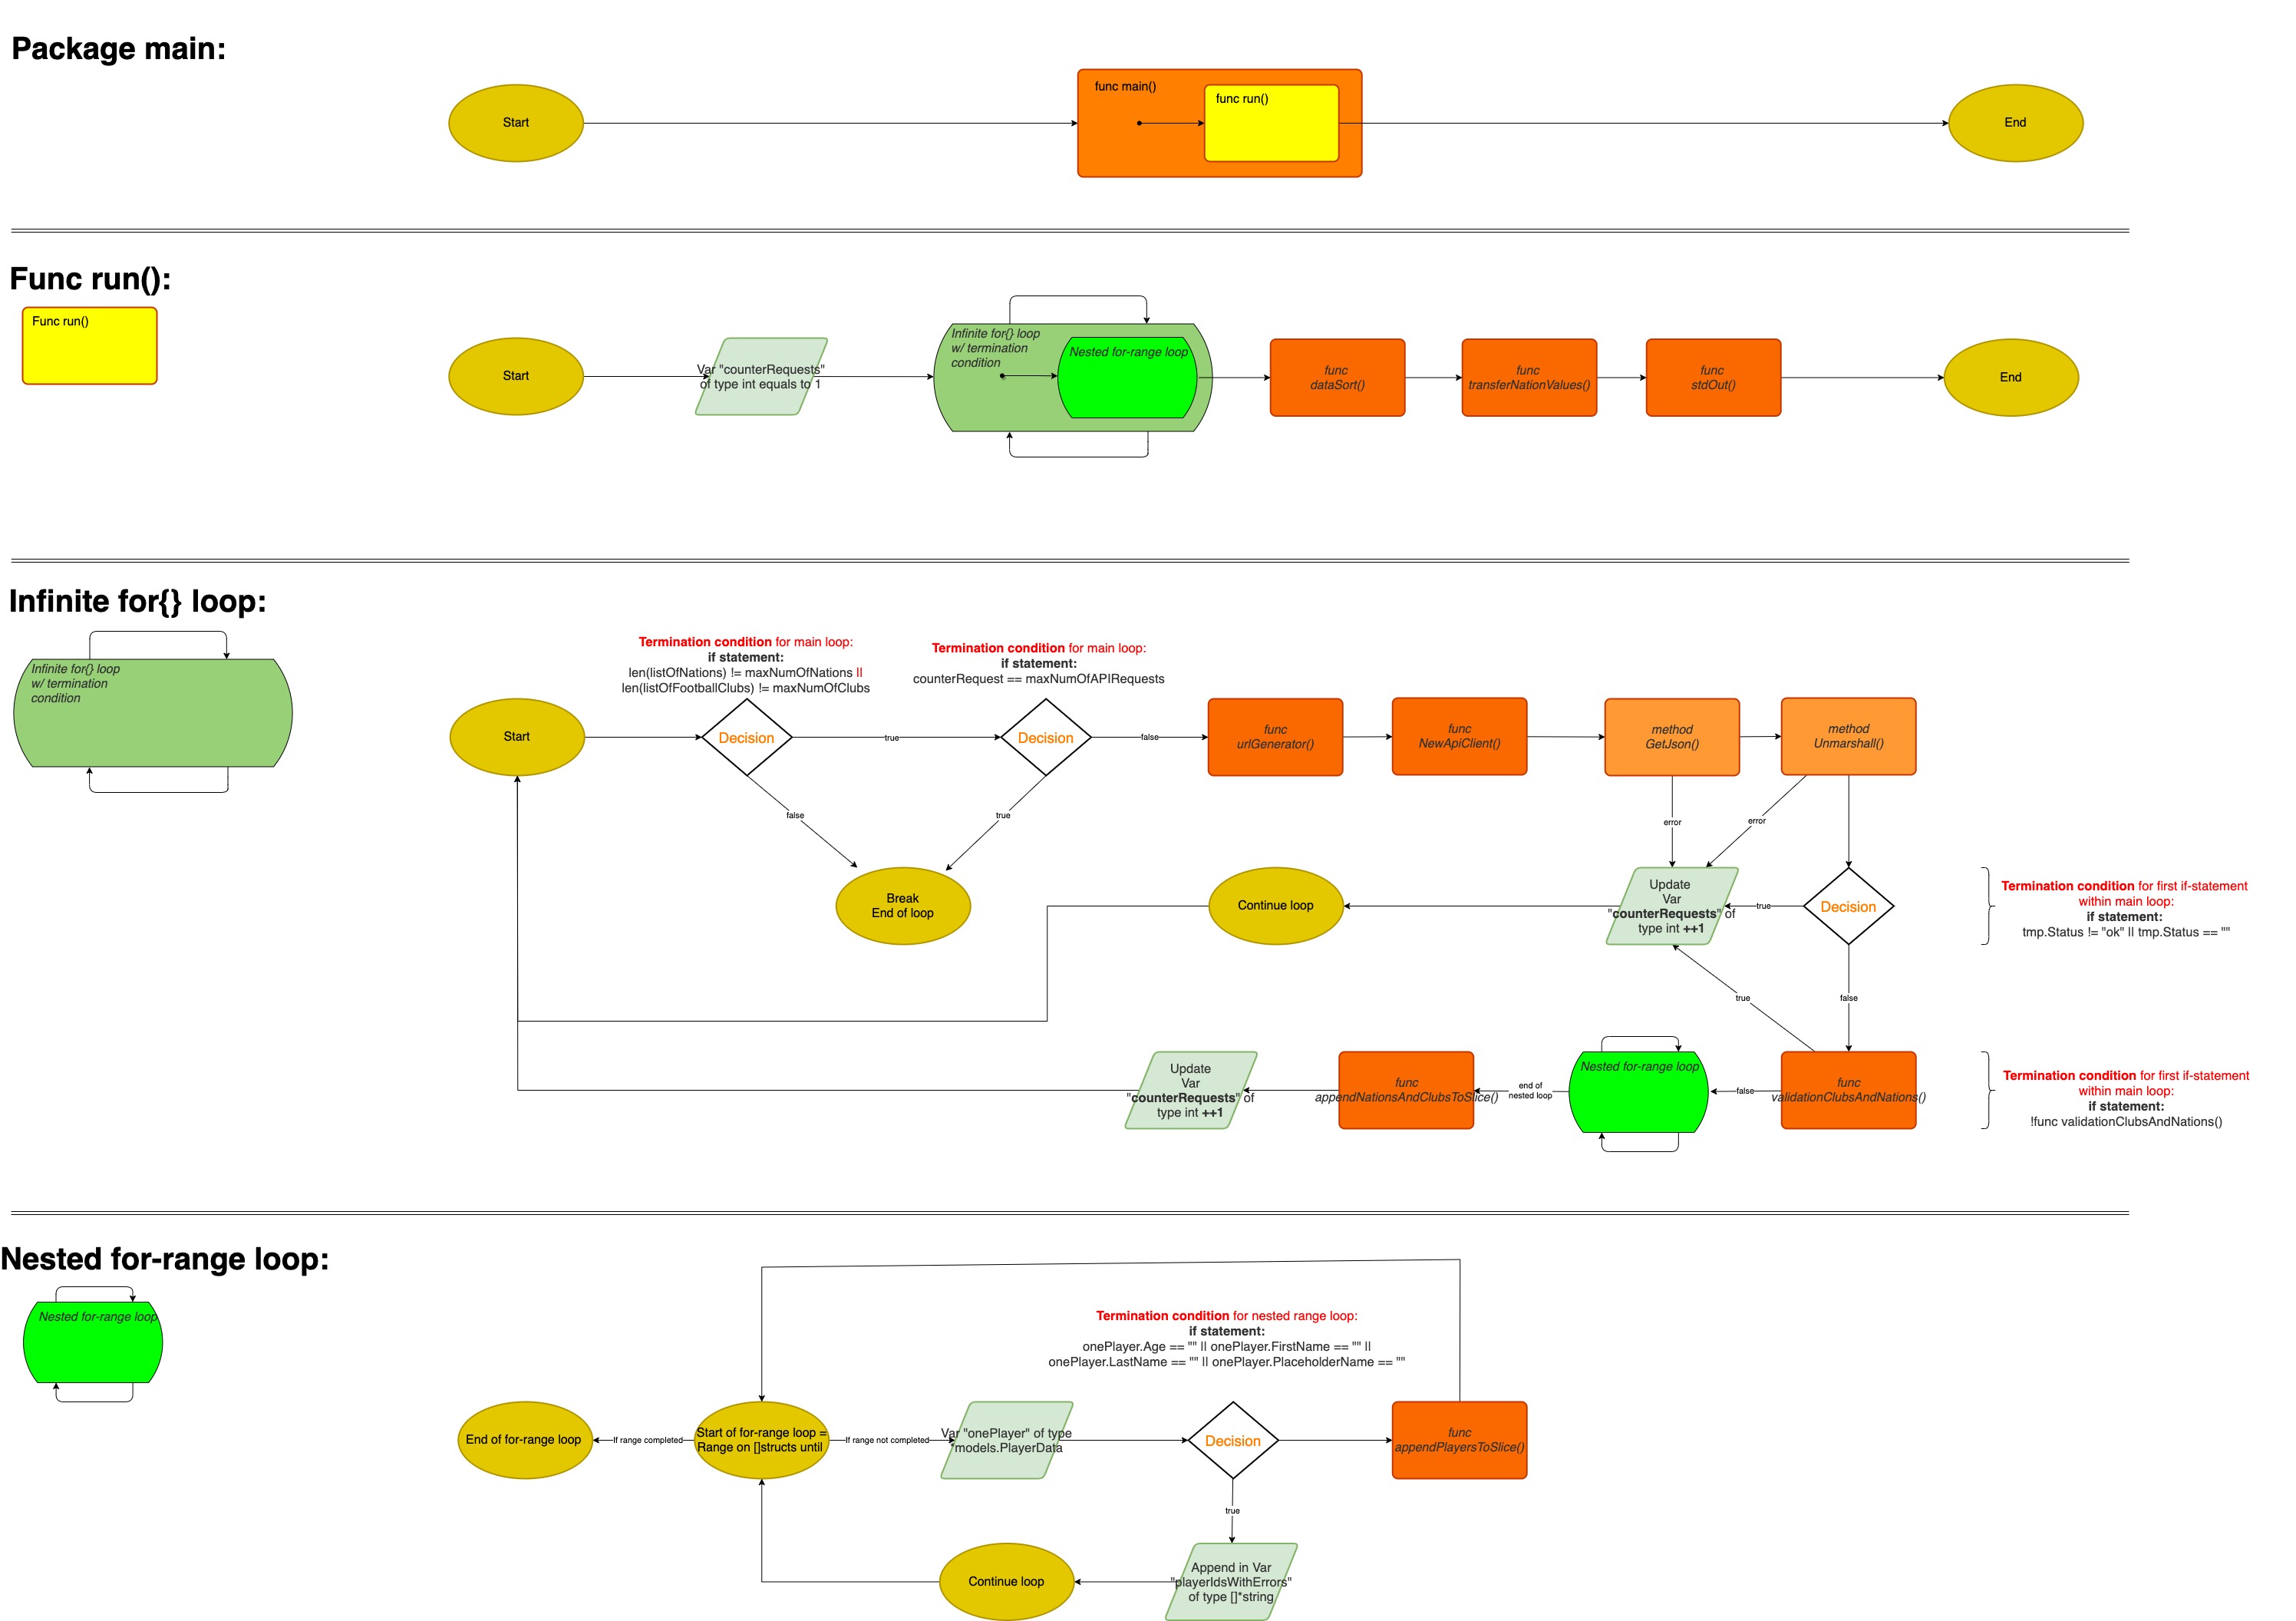 Package main:
Start
func main()
func run()
End
Func run():
Func run()
Start
Var "counterRequests"
of type int equals to 1
Infinite for{} loop
w/ termination
condition
Nested for-range loop
func
dataSort()
func
transferNationValues()
func
stdOut()
End
Infinite for{} loop:
Infinite for{} loop
w/ termination
condition
Termination condition for main loop:
if statement:
len(listOfNations) != maxNumOfNations ||
len(listOfFootballClubs) != maxNumOfClubs
Termination condition for main loop:
if statement:
counterRequest == maxNumOfAPIRequests
Start
Decision
true
Decision
false
func
urlGenerator()
func
NewApiClient()
method
GetJson()
method
Unmarshall()
false
true
error
error
Break
End of loop
Continue loop
Update
Var
"counterRequests" of
type int ++1
true
Decision
Termination condition for first if-statement
within main loop:
if statement:
tmp.Status != "ok" || tmp.Status == ""
true
false
Update
Var
"counterRequests" of
type int ++1
func
appendNationsAndClubsToSlice()
end of
nested loop
Nested for-range loop
false
func
validationClubsAndNations()
Termination condition for first if-statement
within main loop:
if statement:
!func validationClubsAndNations()
Nested for-range loop:
Nested for-range loop
Termination condition for nested range loop:
if statement:
onePlayer.Age == "" || onePlayer.FirstName == "" ||
onePlayer.LastName == "" || onePlayer.PlaceholderName == ""
End of for-range loop
If range completed
Start of for-range loop =
Range on []structs until
If range not completed
Var "onePlayer" of type
*models.PlayerData
Decision
func
appendPlayersToSlice()
true
Continue loop
Append in Var
"playerIdsWithErrors"
of type []*string